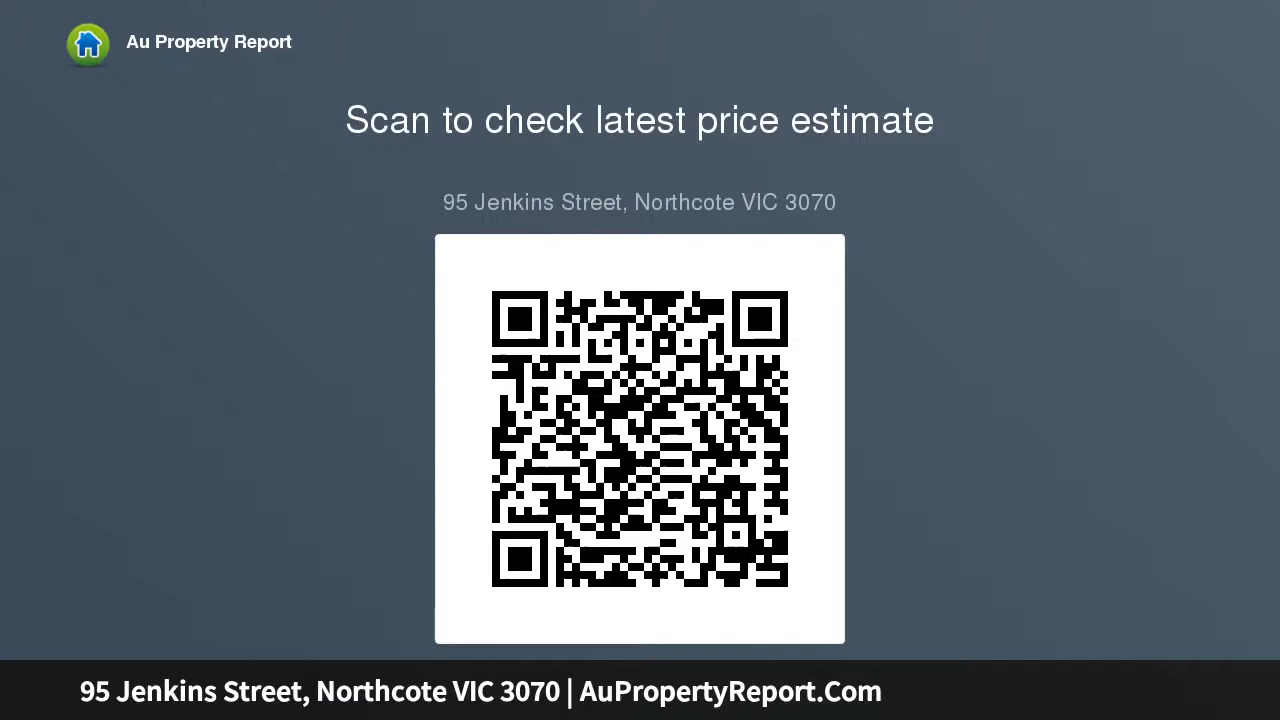 Au Property Report
Scan to check latest price estimate
95 Jenkins Street, Northcote VIC 3070
95 Jenkins Street, Northcote VIC 3070 | AuPropertyReport.Com